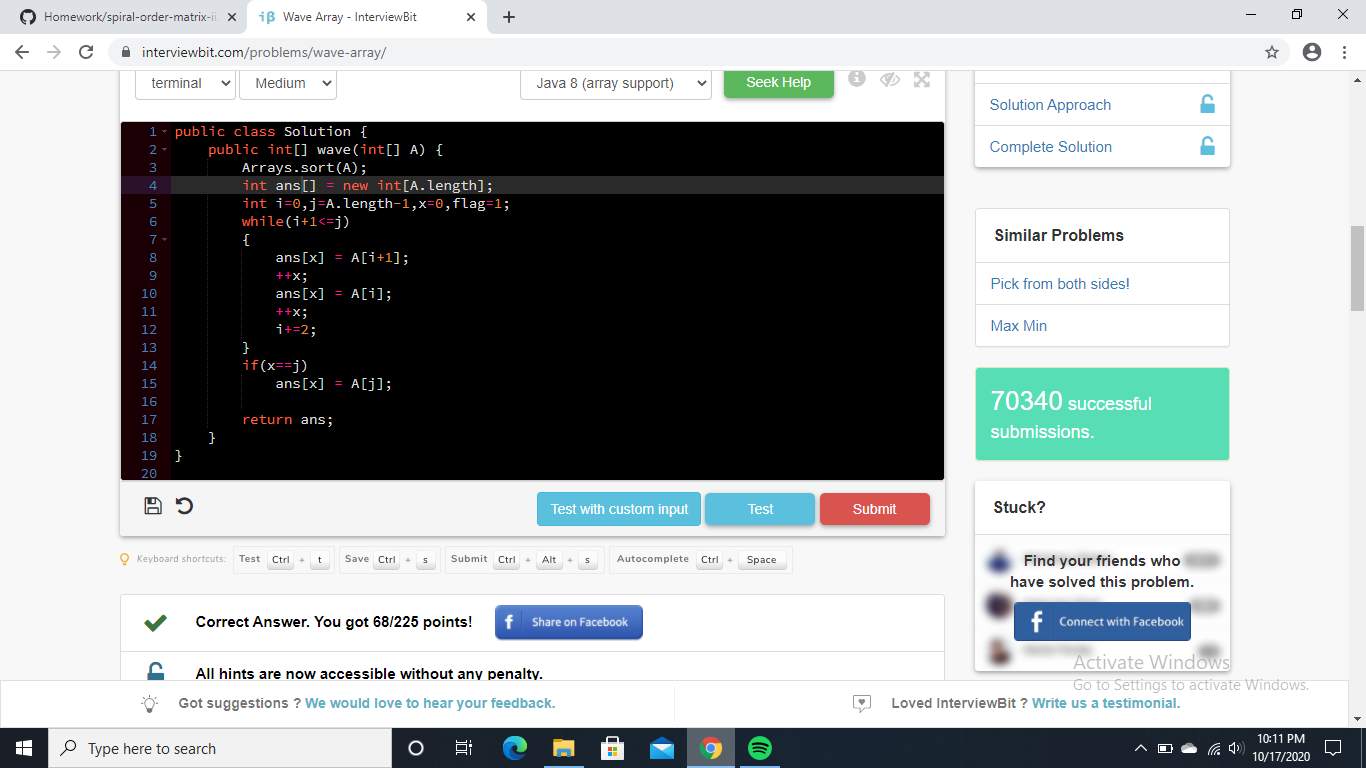 Homework/spiral-order-matrix-ii
iβ Wave Array - InterviewBit
interviewbit.com/problems/wave-array/
terminal
Medium
Java 8 (array support)
Seek Help
1 public class Solution {
2 public int[] wave(int[] A) {
3 Arrays.sort(A);
4 int ans[] = new int[A.length];
5 int i=0,j=A.length-1,x=0,flag=1;
6 while(i+1<=j)
7 {
8 ans[x] = A[i+1];
9 ++x;
10 ans[x] = A[i];
11 ++x;
12 i+=2;
13 }
14 if(x==j)
15 ans[x] = A[j];
16
17 return ans;
18 }
19 }
20
Test with custom input
Test
Submit
Keyboard shortcuts: Test Ctrl + t Save Ctrl + s Submit Ctrl + Alt + s Autocomplete Ctrl + Space
Correct Answer. You got 68/225 points!
f Share on Facebook
All hints are now accessible without any penalty.
Solution Approach
Complete Solution
Similar Problems
Pick from both sides!
Max Min
70340 successful
submissions.
Stuck?
Find your friends who
have solved this problem.
f Connect with Facebook
Activate Windows
Go to Settings to activate Windows.
Got suggestions ? We would love to hear your feedback.
Loved InterviewBit ? Write us a testimonial.
Type here to search
10:11 PM
10/17/2020